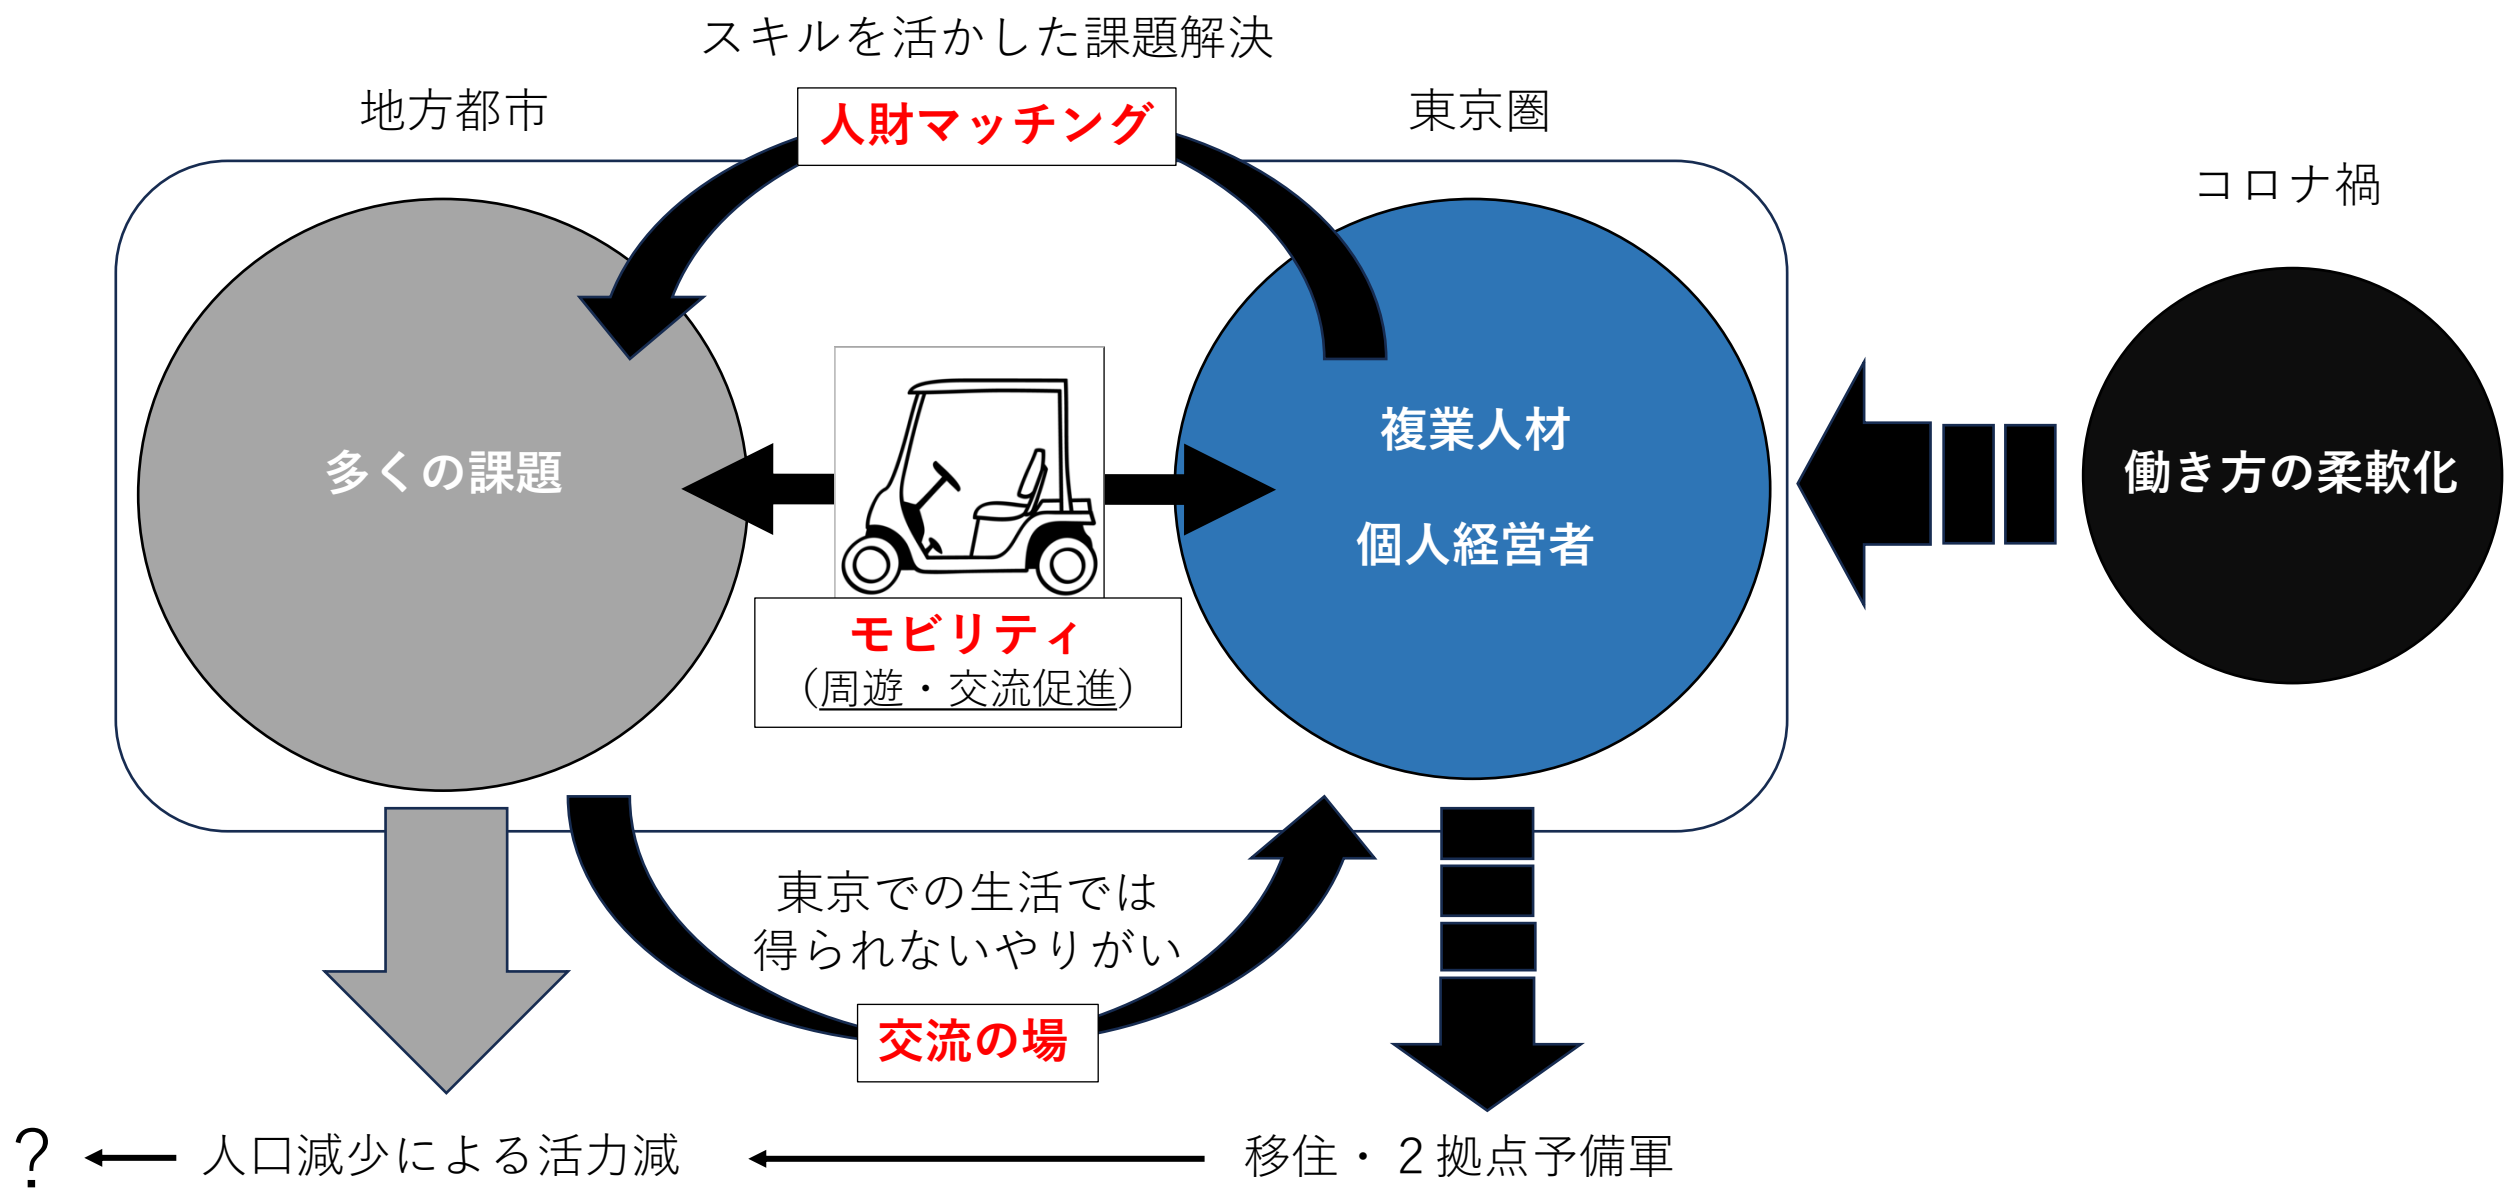 スキルを活かした課題解決
地方都市
人財マッチング
東京圏
コロナ禍
多くの課題
複業人材
個人経営者
働き方の柔軟化
モビリティ
（周遊・交流促進）
東京での生活では
得られないやりがい
交流の場
？
人口減少による活力減
移住・２拠点予備軍